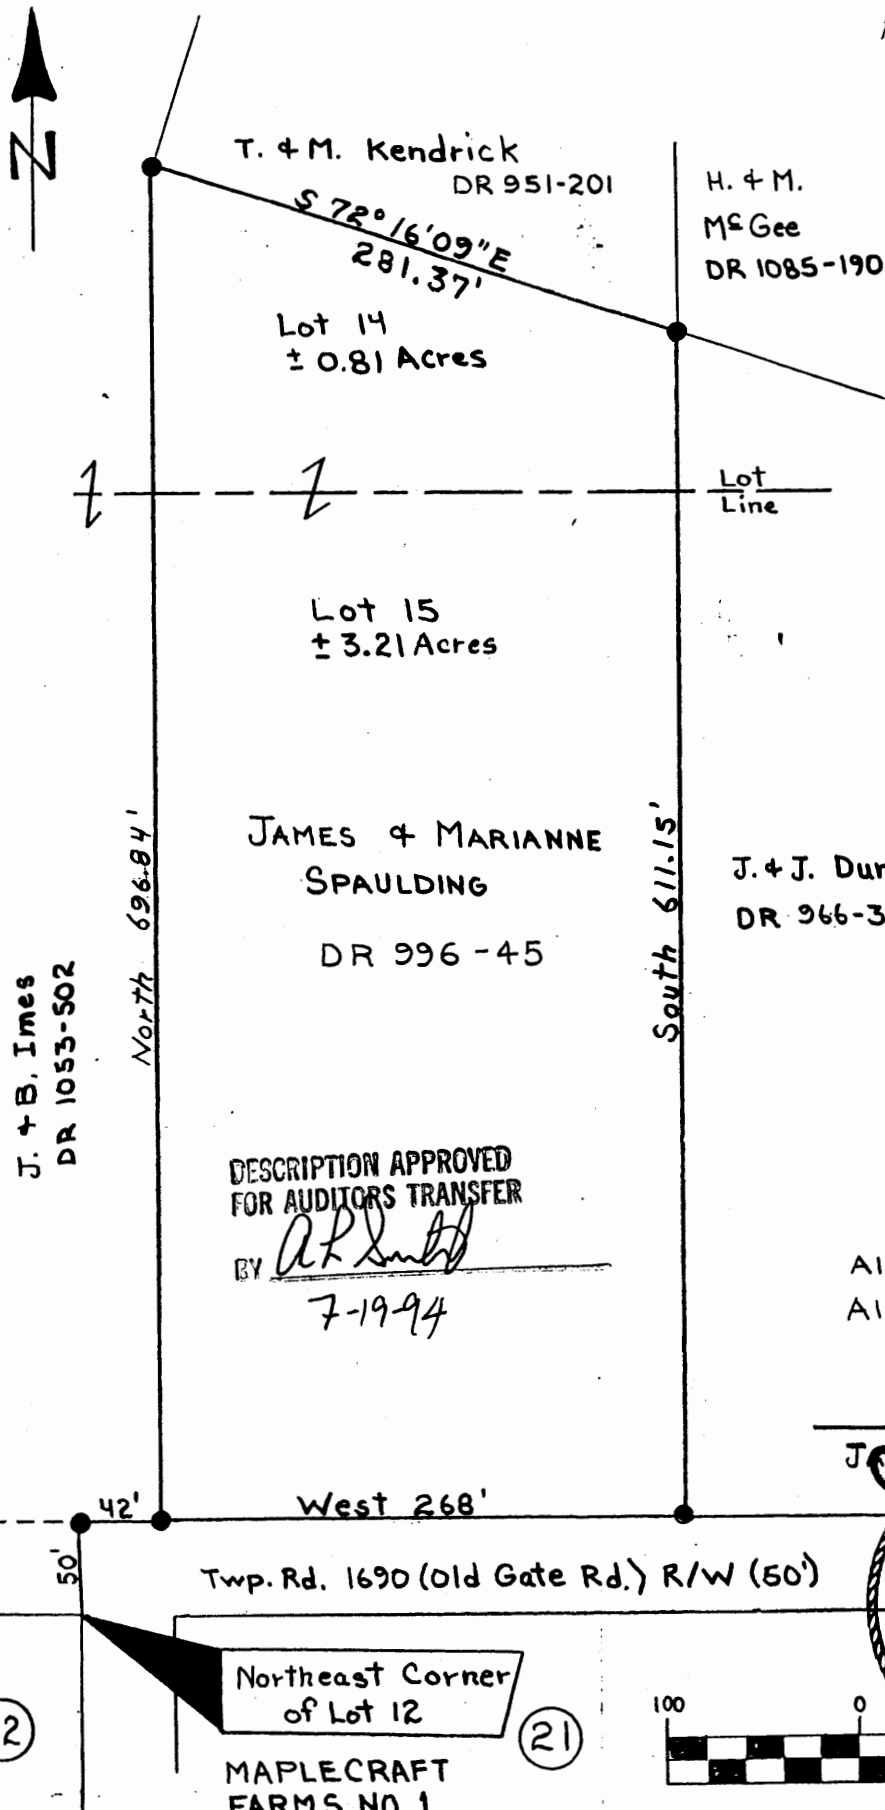 N
T. & M. Kendrick
DR 951-201
H. & M.
McGee
DR 1085-190
S 72° 16'09"E
281.37'
Lot 14
± 0.81 Acres
Lot
Line
Lot 15
± 3.21 Acres
North 696.84'
South 611.15'
JAMES & MARIANNE
SPAULDING
DR 996-45
J. & J. Dur
DR 966-3
J. & B. Imes
DR 1053-502
DESCRIPTION APPROVED
FOR AUDITORS TRANSFER
BY
7-19-94
42'
West 268'
50'
Twp. Rd. 1690 (Old Gate Rd.) R/W (50')
Northeast Corner
of Lot 12
2
21
100 0
MAPLECRAFT
FARMS NO. 1